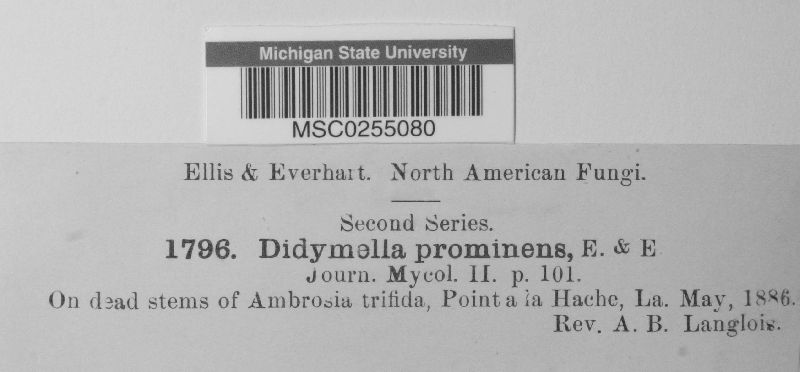 Michigan State University
MSC0255080
Ellis & Everhart. North American Fungi.
Second Series.
1796. Didymella prominens, E. & E
Journ. Mycol. II. p. 101.
On dead stems of Ambrosia trifida, Point a la Hache, La. May, 1886.
Rev. A. B. Langlois.